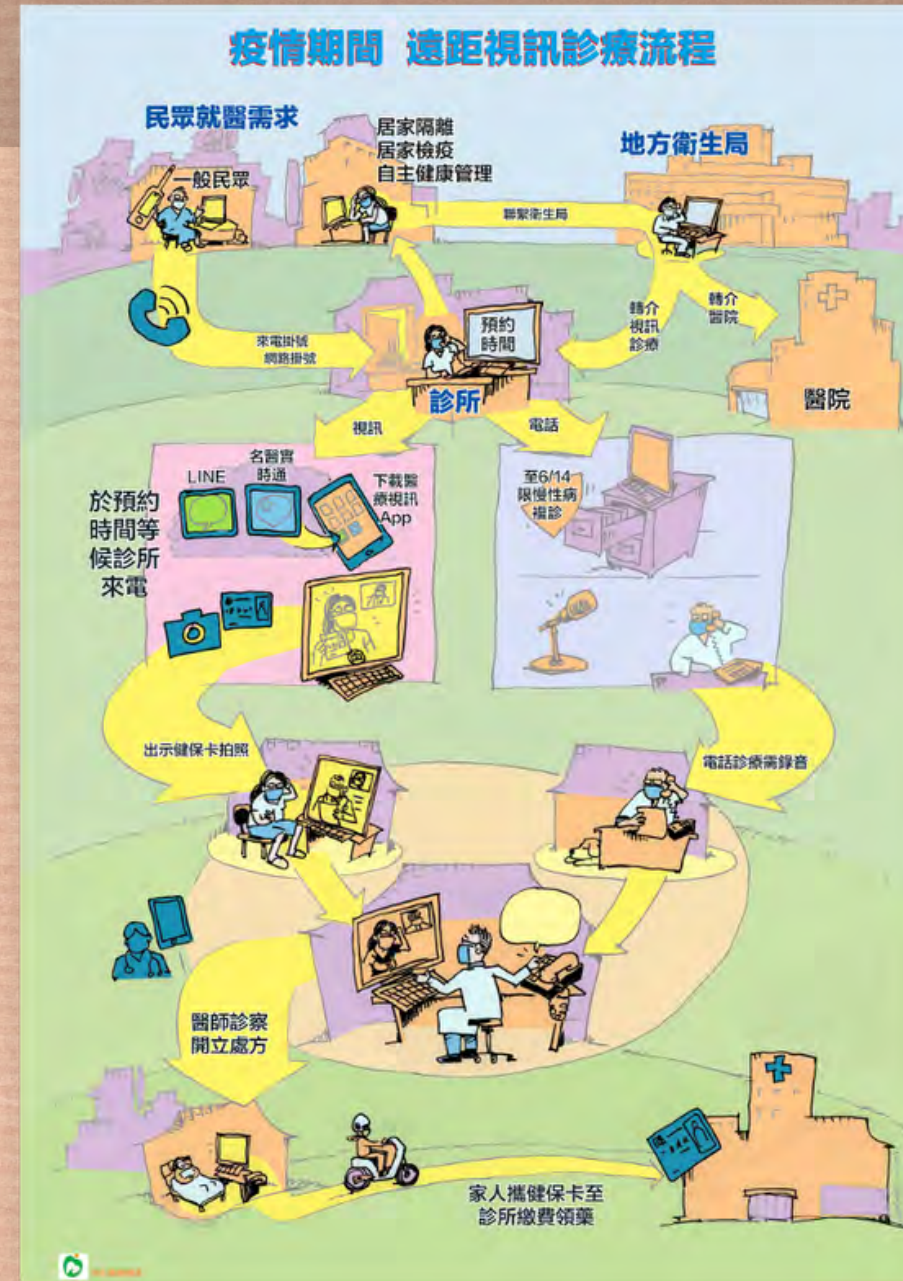 疫情期間 遠距視訊診療流程
民眾就醫需求
居家隔離
居家檢疫
自主健康管理
地方衛生局
一般民眾
聯繫衛生局
轉介
醫院
轉介
視訊
診療
預約
時間
來電掛號
網路掛號
診所
醫院
視訊
電話
名醫實
時通
LINE
下載醫
療視訊
App
於預約
時間等
候診所
來電
至6/14
限慢性病
複診
出示健保卡拍照
電話診療需錄音
醫師診察
開立處方
家人攜健保卡至
診所繳費領藥